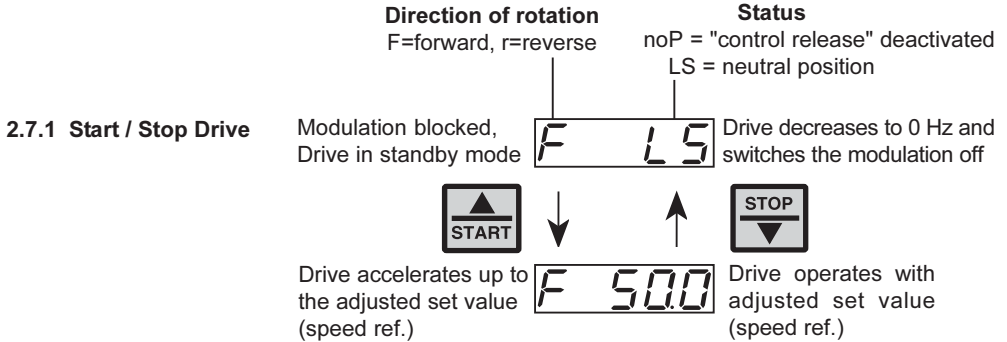 Direction of rotation
F=forward, r=reverse
Status
noP = "control release" deactivated
LS = neutral position
2.7.1 Start / Stop Drive
Modulation blocked,
Drive in standby mode
F LS
Drive decreases to 0 Hz and
switches the modulation off
START
STOP
Drive accelerates up to
the adjusted set value
(speed ref.)
F 50.0
Drive operates with
adjusted set value
(speed ref.)